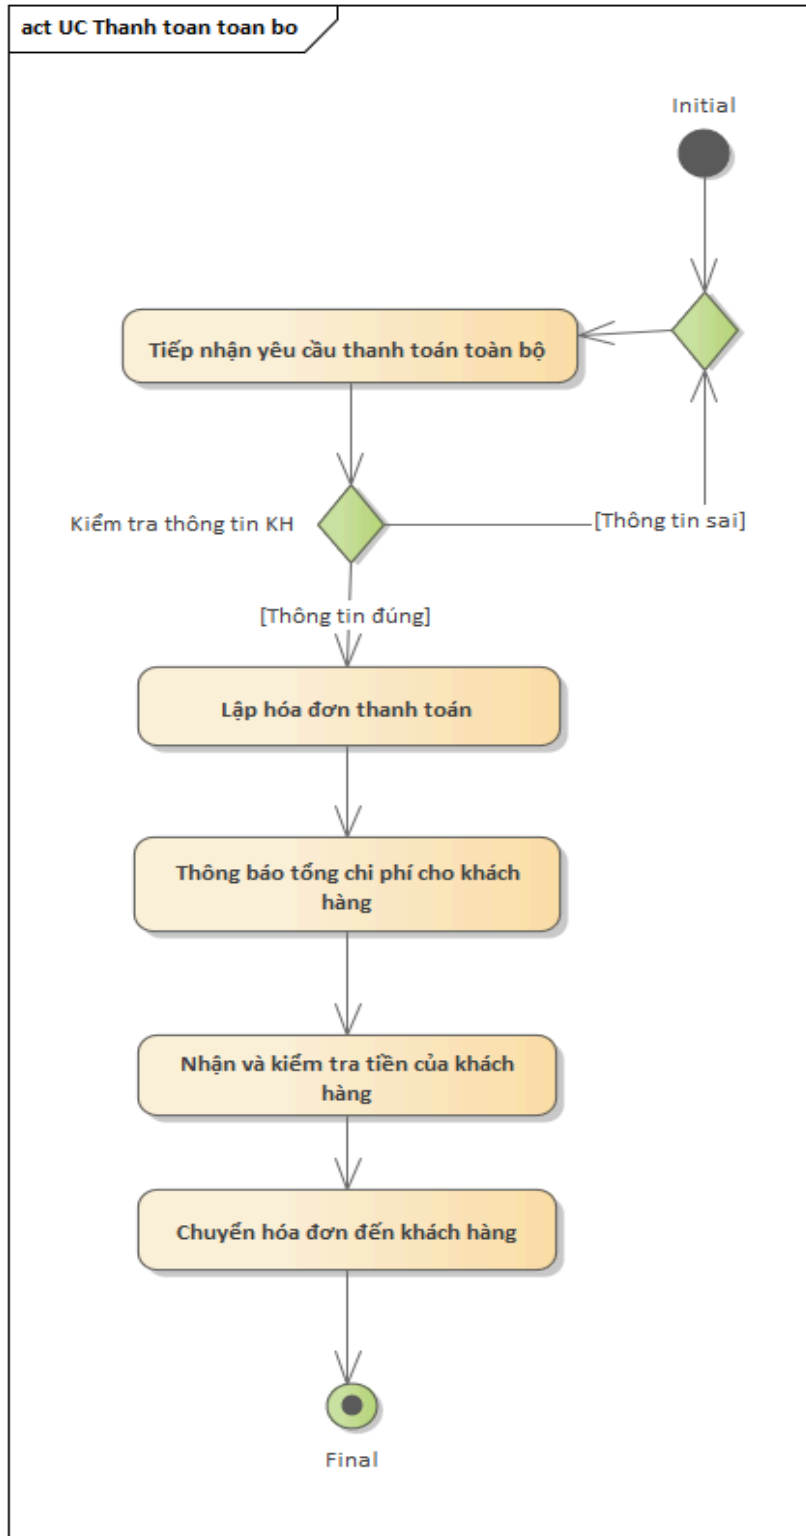 act UC Thanh toan toan bo
Initial
Tiếp nhận yêu cầu thanh toán toàn bộ
Kiểm tra thông tin KH
[Thông tin sai]
[Thông tin đúng]
Lập hóa đơn thanh toán
Thông báo tổng chi phí cho khách
hàng
Nhận và kiểm tra tiền của khách
hàng
Chuyển hóa đơn đến khách hàng
Final